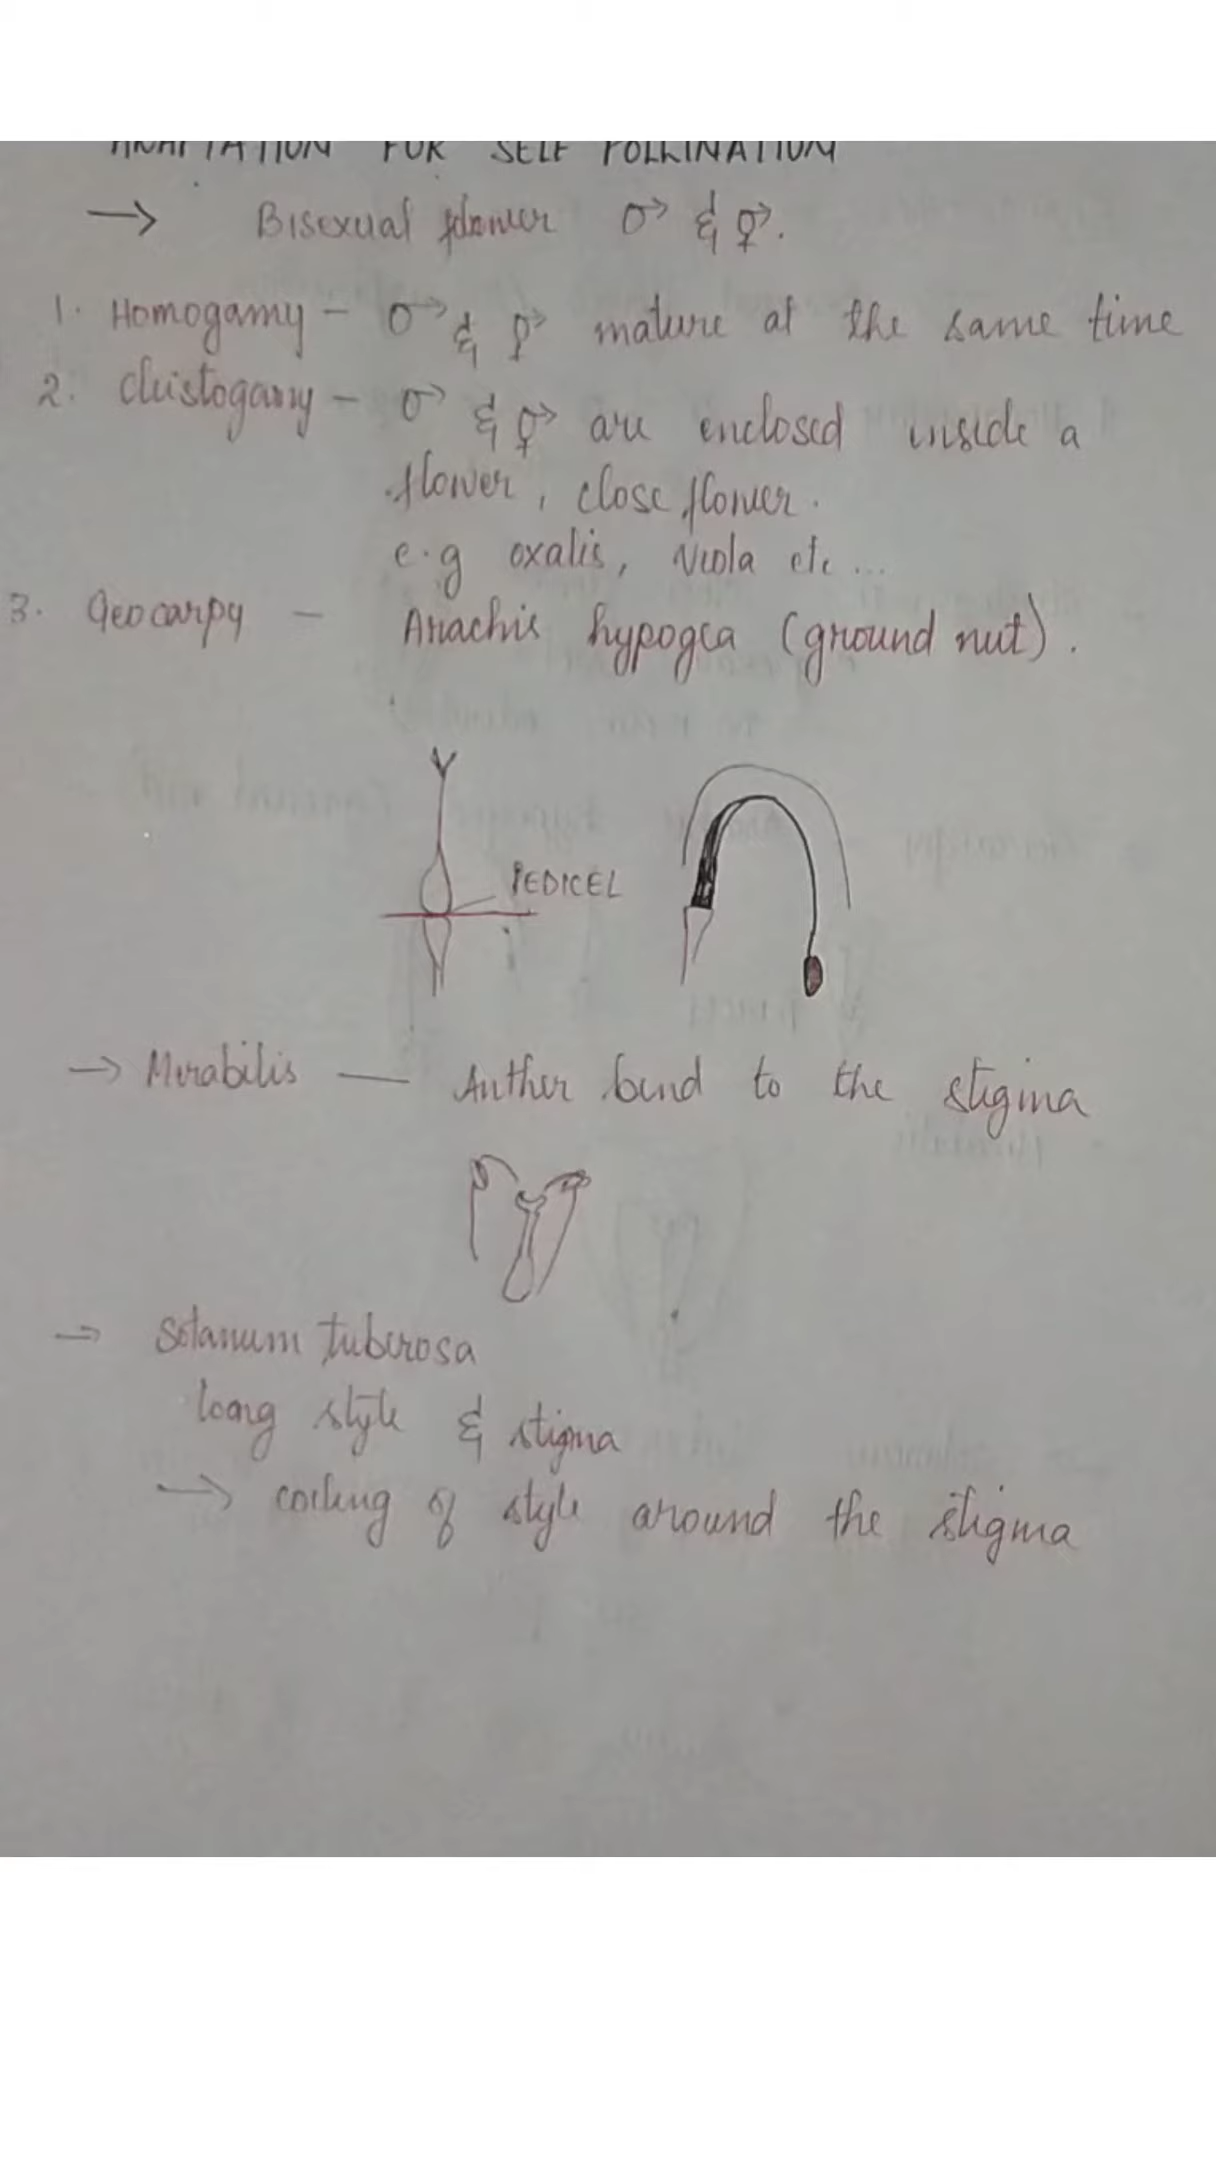 ADAPTATION FOR SELF POLLINATION
→ Bisexual flower ♂ & ⚥.
1. Homogamy - ♂ & ⚥ mature at the same time
2. Cleistogamy - ♂ & ⚥ are enclosed inside a
flower, close flower.
e.g oxalis, Viola etc...
3. Geocarpy - Arachis hypogea (ground nut).
PEDICEL
→ Mirabilis — Anther bend to the stigma
→ Solanum tuberosa
long style & stigma
→ coiling of style around the stigma